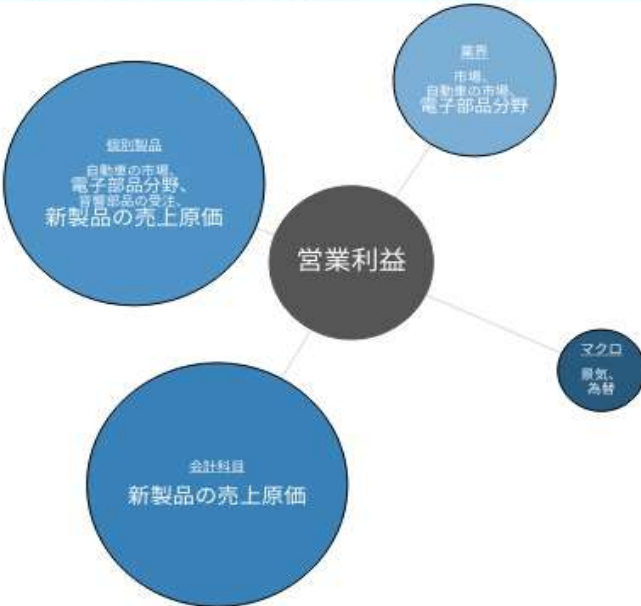 業界
市場、
自動車の市場、
電子部品分野
個別製品
自動車の市場、
電子部品分野、
音響部品の受注、
新製品の売上原価
営業利益
マクロ
景気、
為替
会計科目
新製品の売上原価